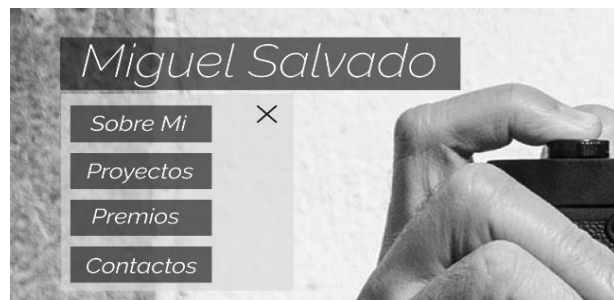 Miguel Salvado
Sobre Mi
Proyectos
Premios
Contactos